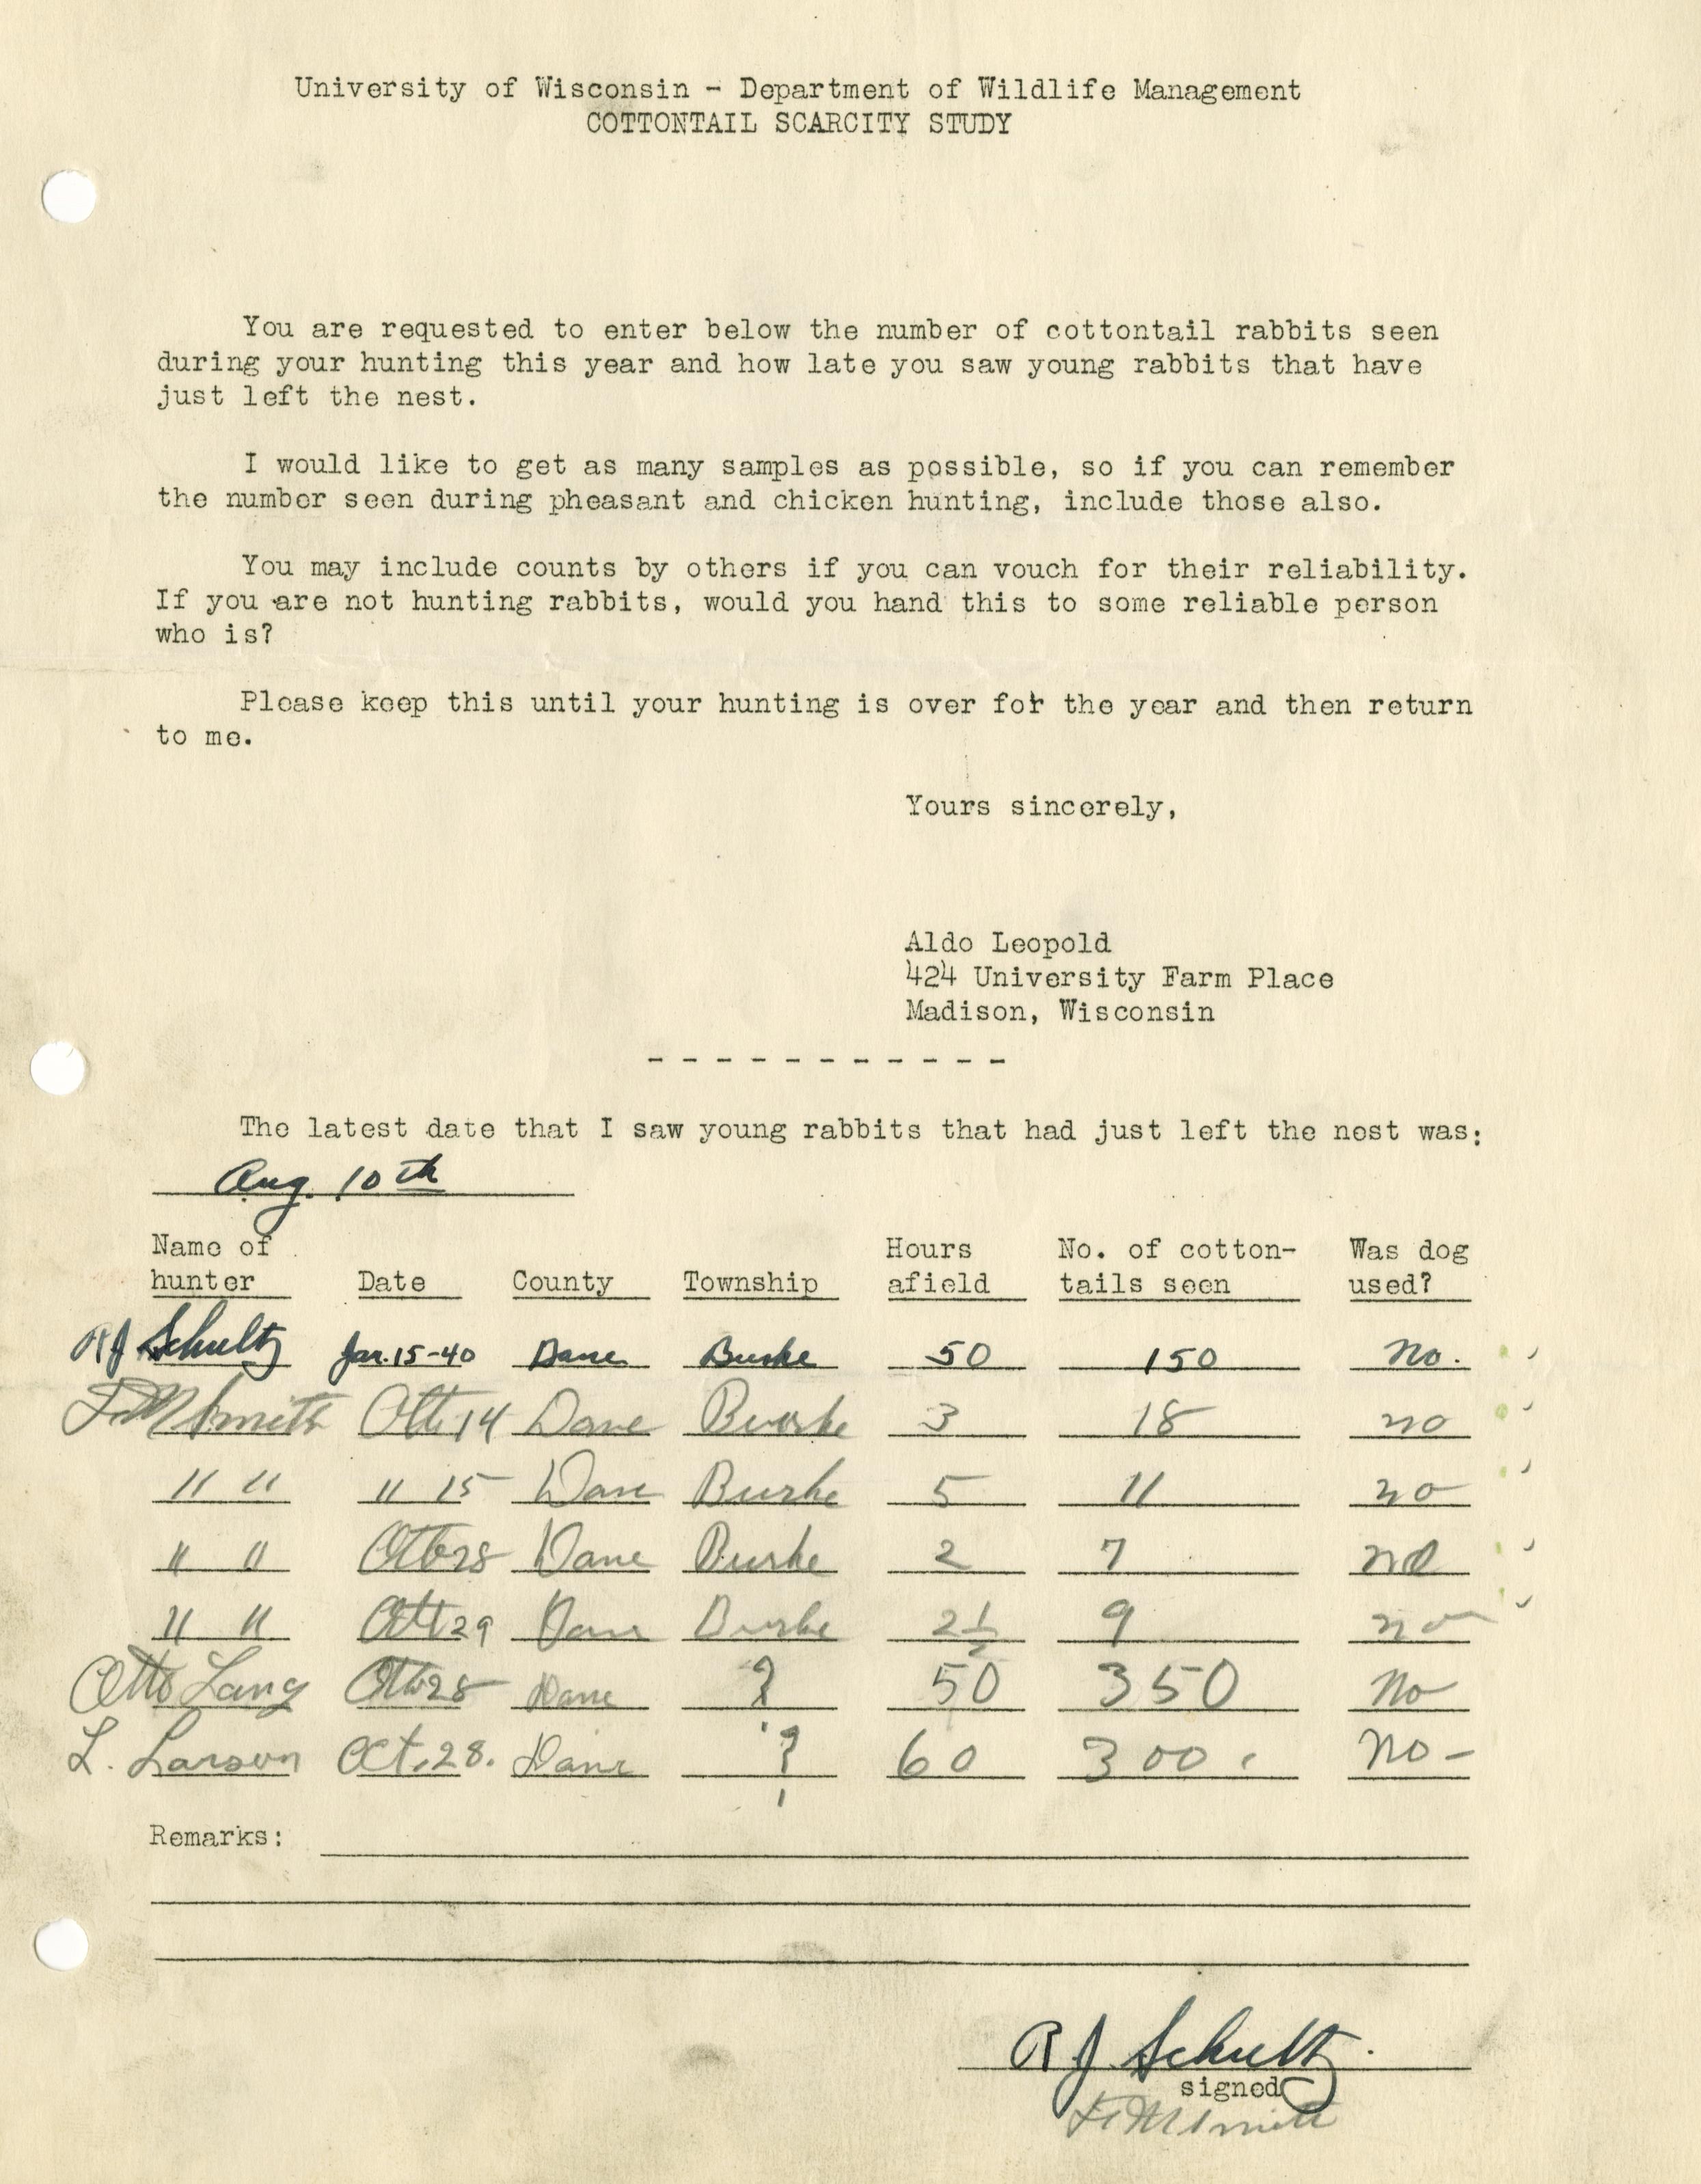 University of Wisconsin - Department of Wildlife Management
COTTONTAIL SCARCITY STUDY
You are requested to enter below the number of cottontail rabbits seen
during your hunting this year and how late you saw young rabbits that have
just left the nest.
I would like to get as many samples as possible, so if you can remember
the number seen during pheasant and chicken hunting, include those also.
You may include counts by others if you can vouch for their reliability.
If you are not hunting rabbits, would you hand this to some reliable person
who is?
Please keep this until your hunting is over for the year and then return
to me.
Yours sincerely,
Aldo Leopold
424 University Farm Place
Madison, Wisconsin
- - - - - - - - - - -
The latest date that I saw young rabbits that had just left the nest was:
Aug. 10th
Name of Hours No. of cotton- Was dog
hunter Date County Township afield tails seen used?
RJ Schultz Jan. 15-40 Dane Burke 50 150 No.
M Smith 14 Dane Burke 3 18 no
" " " 15 Dane Burke 5 11 no
" " 28 Dane Burke 2 7 no
" " 29 Dane Burke 2 1/2 9 no
Otto Lang 28 Dane ? 50 350 No
L. Larson Oct. 28. Dane ? 60 300. No -
Remarks:
R J Schultz.
signed
M Smith